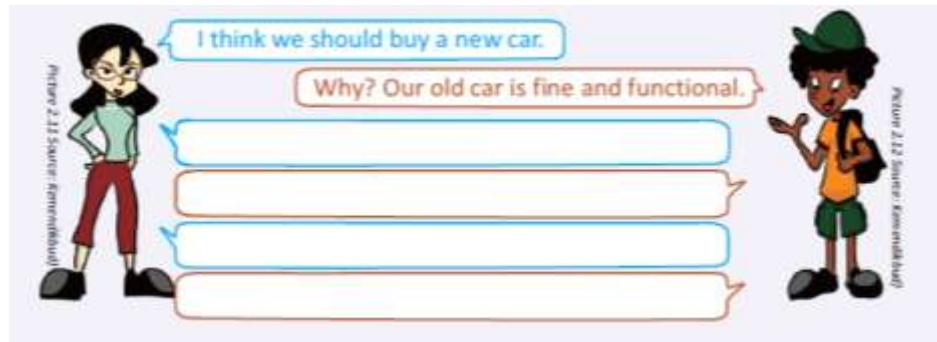 I think we should buy a new car.
Why? Our old car is fine and functional.
Picture 2.11 Source: Kemendikbud)
Picture 2.12 Source: Kemendikbud)